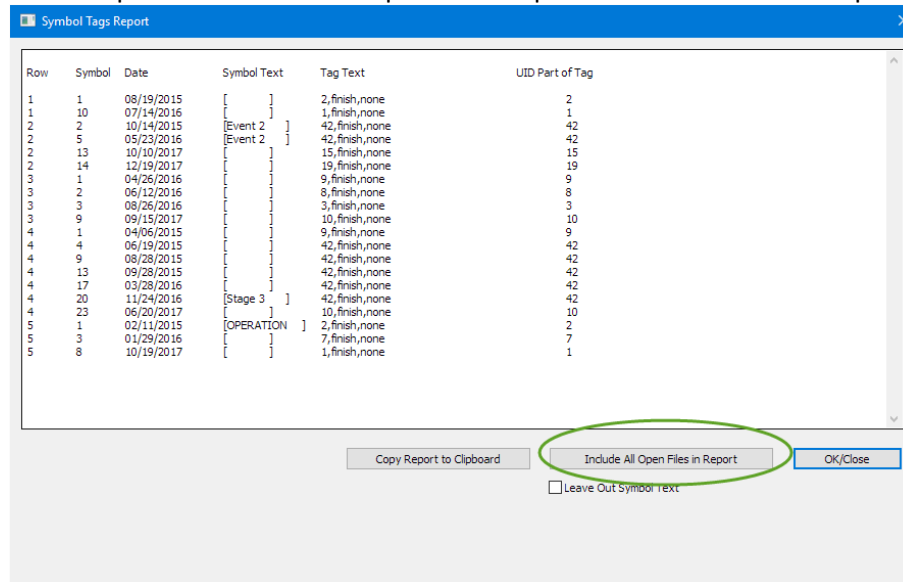 Symbol Tags Report
Row Symbol Date Symbol Text Tag Text UID Part of Tag
1 1 08/19/2015 [ ] 2,finish,none 2
1 10 07/14/2016 [ ] 1,finish,none 1
2 2 10/14/2015 [Event 2 ] 42,finish,none 42
2 5 05/23/2016 [Event 2 ] 42,finish,none 42
2 13 10/10/2017 [ ] 15,finish,none 15
2 14 12/19/2017 [ ] 19,finish,none 19
3 1 04/26/2016 [ ] 9,finish,none 9
3 2 06/12/2016 [ ] 8,finish,none 8
3 3 08/26/2016 [ ] 3,finish,none 3
3 9 09/15/2017 [ ] 10,finish,none 10
4 1 04/06/2015 [ ] 9,finish,none 9
4 4 06/19/2015 [ ] 42,finish,none 42
4 9 08/28/2015 [ ] 42,finish,none 42
4 13 09/28/2015 [ ] 42,finish,none 42
4 17 03/28/2016 [ ] 42,finish,none 42
4 20 11/24/2016 [Stage 3 ] 42,finish,none 42
4 23 06/20/2017 [ ] 10,finish,none 10
5 1 02/11/2015 [OPERATION ] 2,finish,none 2
5 3 01/29/2016 [ ] 7,finish,none 7
5 8 10/19/2017 [ ] 1,finish,none 1
Copy Report to Clipboard Include All Open Files in Report OK/Close
Leave Out Symbol Text